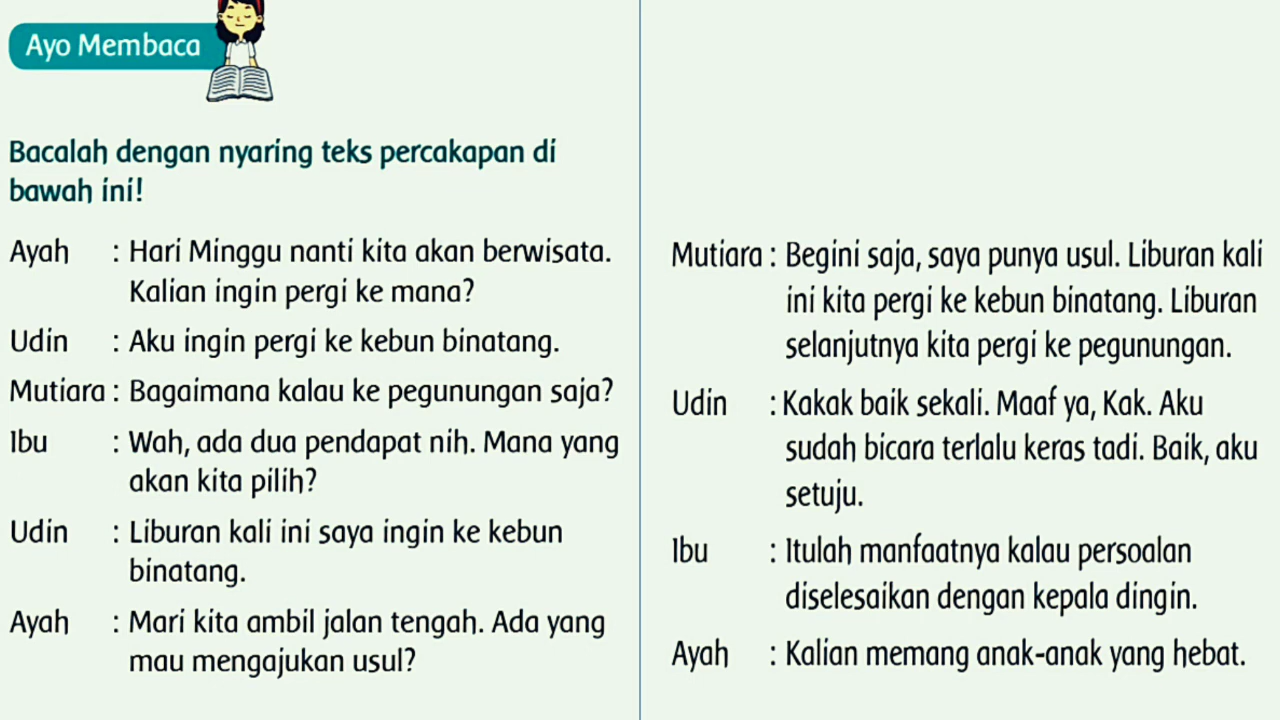 Ayo Membaca
Bacalah dengan nyaring teks percakapan di
bawah ini!
Ayah : Hari Minggu nanti kita akan berwisata.
Kalian ingin pergi ke mana?
Udin : Aku ingin pergi ke kebun binatang.
Mutiara : Bagaimana kalau ke pegunungan saja?
Ibu : Wah, ada dua pendapat nih. Mana yang
akan kita pilih?
Udin : Liburan kali ini saya ingin ke kebun
binatang.
Ayah : Mari kita ambil jalan tengah. Ada yang
mau mengajukan usul?
Mutiara : Begini saja, saya punya usul. Liburan kali
ini kita pergi ke kebun binatang. Liburan
selanjutnya kita pergi ke pegunungan.
Udin : Kakak baik sekali. Maaf ya, Kak. Aku
sudah bicara terlalu keras tadi. Baik, aku
setuju.
Ibu : Itulah manfaatnya kalau persoalan
diselesaikan dengan kepala dingin.
Ayah : Kalian memang anak-anak yang hebat.